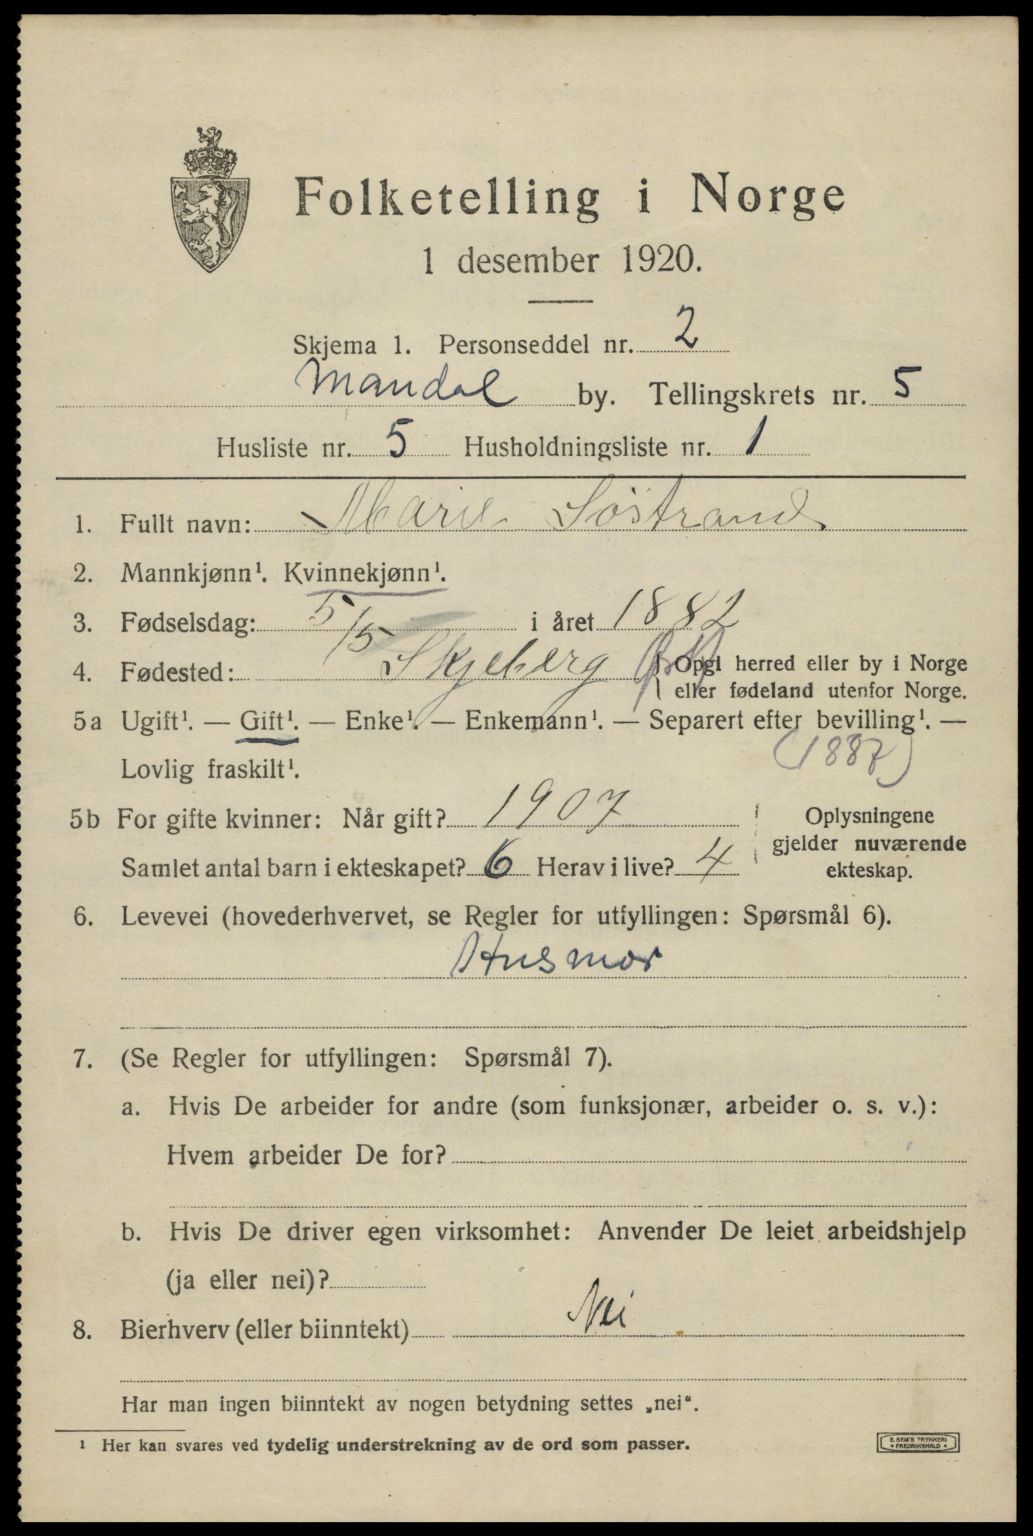 Folketelling i Norge
1 desember 1920.
Skjema 1. Personseddel nr. 2
Mandal by. Tellingskrets nr. 5
Husliste nr. 5 Husholdningsliste nr. 1
1. Fullt navn: Marie Söstrand
2. Mannkjønn¹. Kvinnekjønn¹.
3. Fødselsdag: 5/5 i året 1882
4. Fødested: Skjeberg Opgi herred eller by i Norge
eller fødeland utenfor Norge.
5a Ugift¹. — Gift¹. — Enke¹. — Enkemann¹. — Separert efter bevilling¹. —
(1887)
Lovlig fraskilt¹.
5b For gifte kvinner: Når gift? 1907
Samlet antal barn i ekteskapet? 6 Herav i live? 4
Oplysningene
gjelder nuværende
ekteskap.
6. Levevei (hovederhvervet, se Regler for utfyllingen: Spørsmål 6).
Husmor
7. (Se Regler for utfyllingen: Spørsmål 7).
a. Hvis De arbeider for andre (som funksjonær, arbeider o. s. v.):
Hvem arbeider De for?
b. Hvis De driver egen virksomhet: Anvender De leiet arbeidshjelp
(ja eller nei)?
8. Bierhverv (eller biinntekt) Nei
Har man ingen biinntekt av nogen betydning settes „nei“.
¹ Her kan svares ved tydelig understrekning av de ord som passer.
E. SEM'S TRYKKERI
FREDRIKSHALD